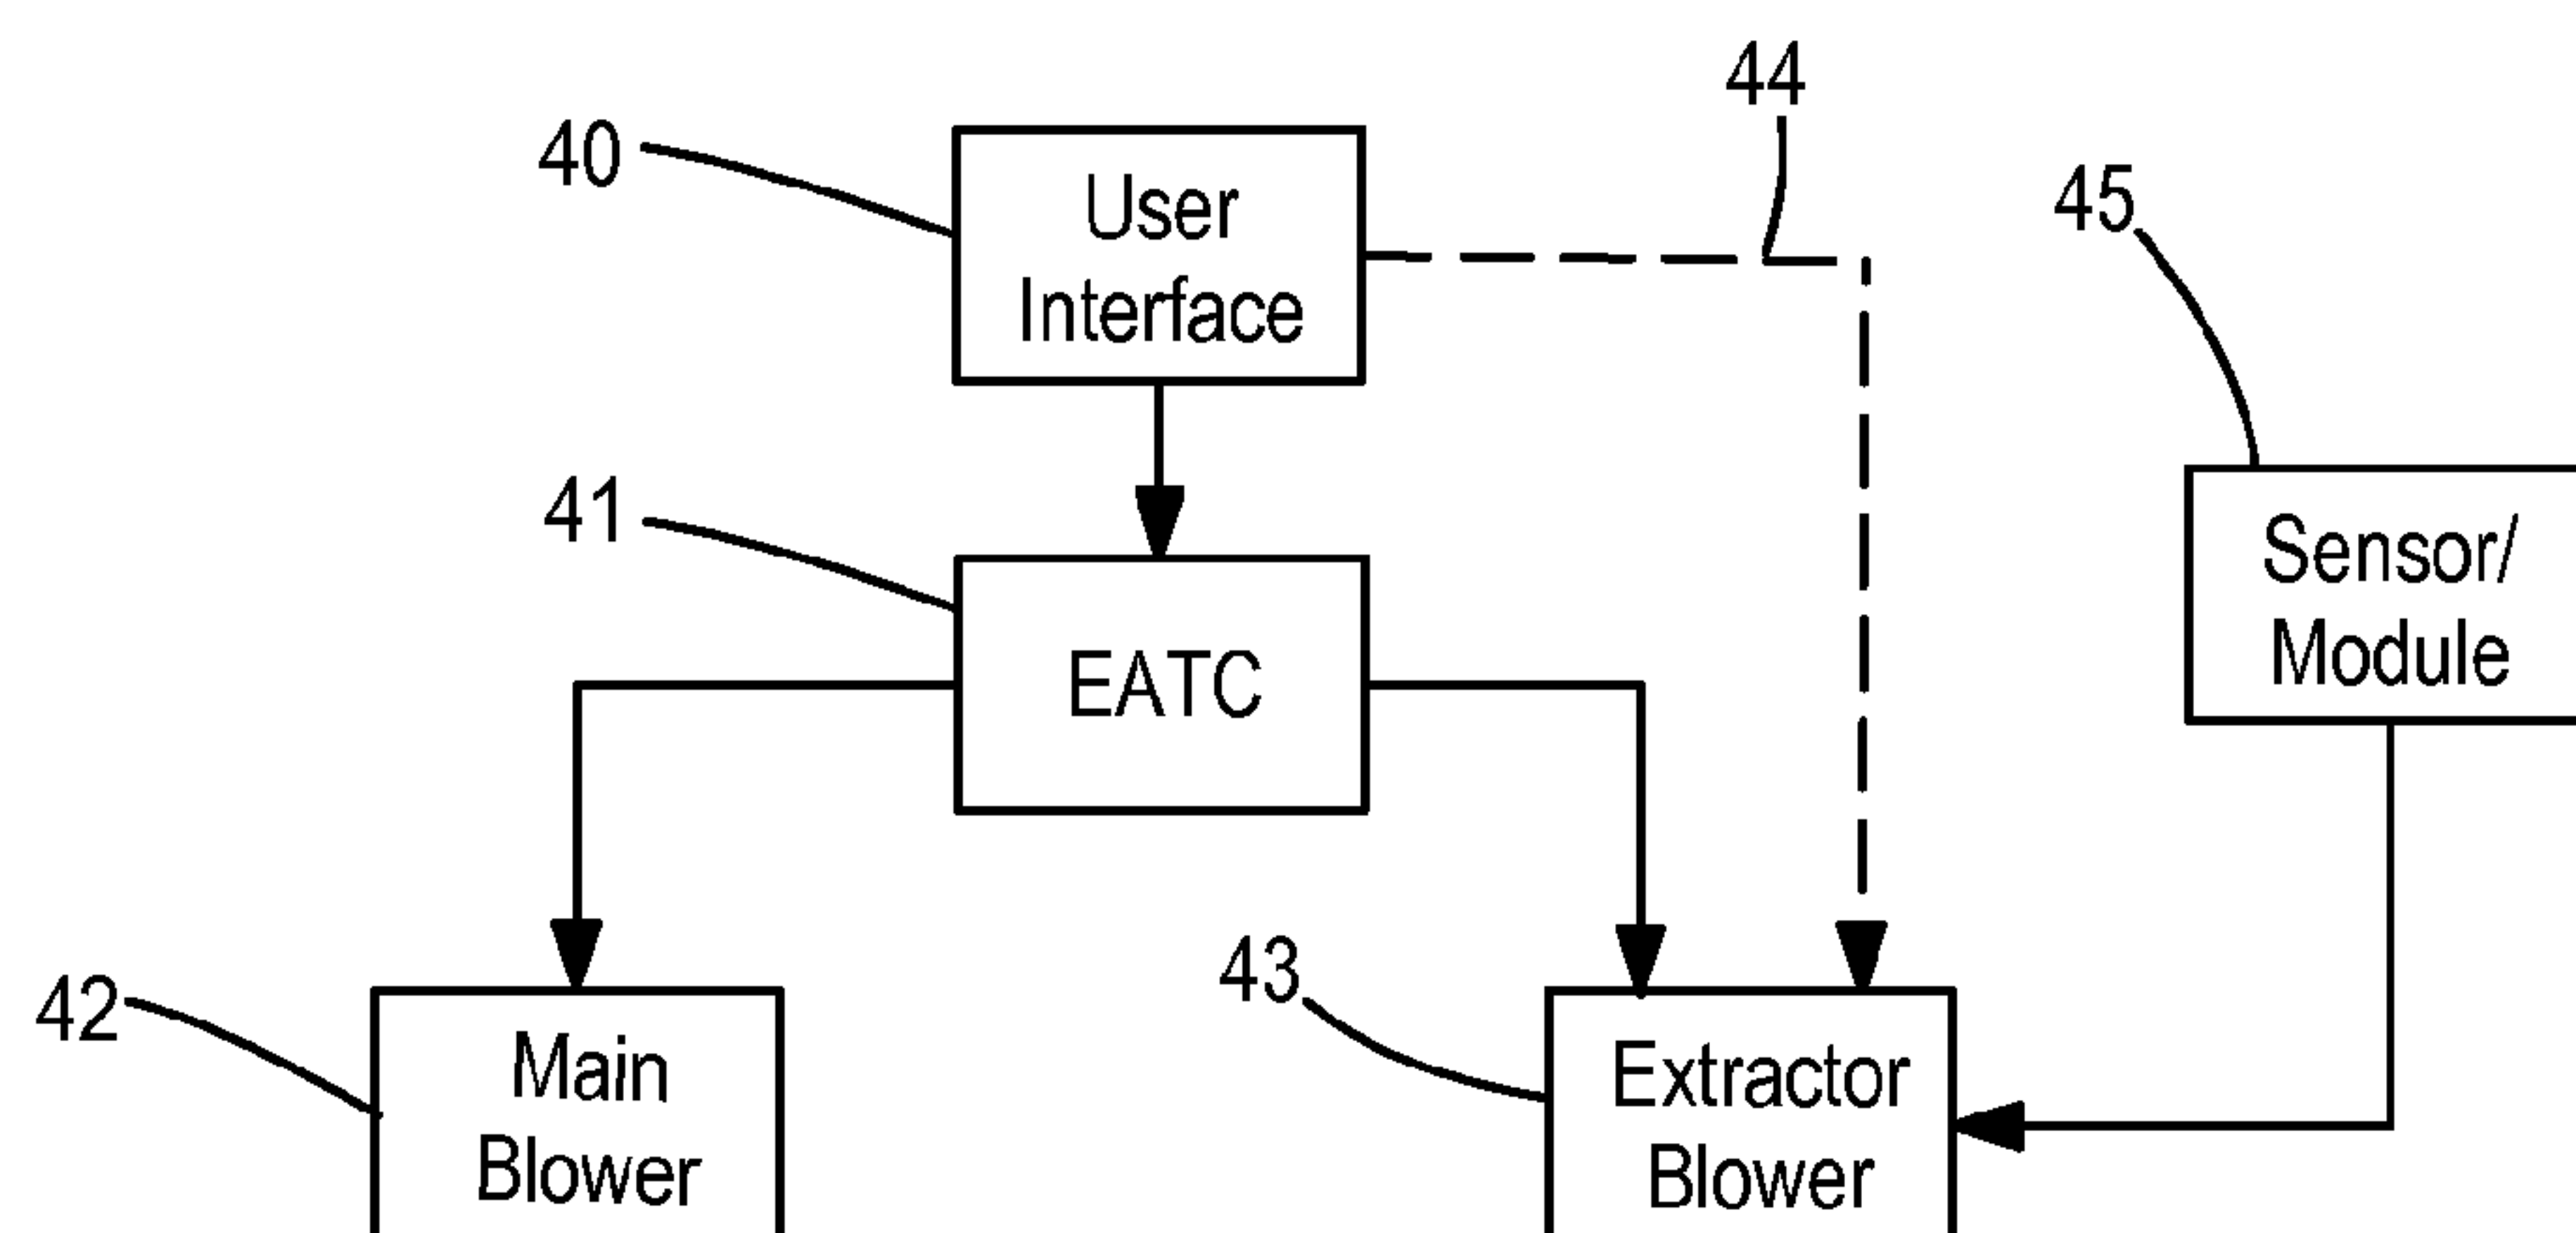 44
40
User
Interface
45
41
EATC
Sensor/
Module
42
Main
Blower
43
Extractor
Blower